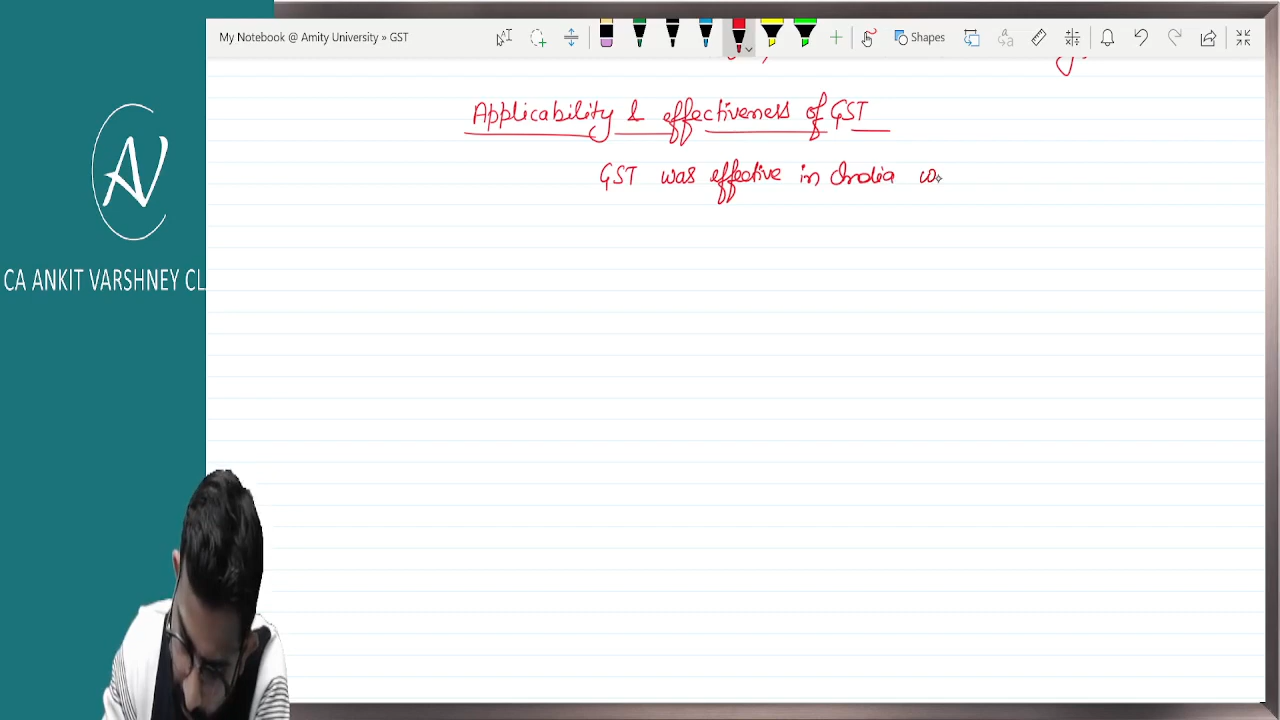 My Notebook @ Amity University » GST
Shapes
Applicability & effectiveness of GST
GST was effective in India w
AV
CA ANKIT VARSHNEY CL